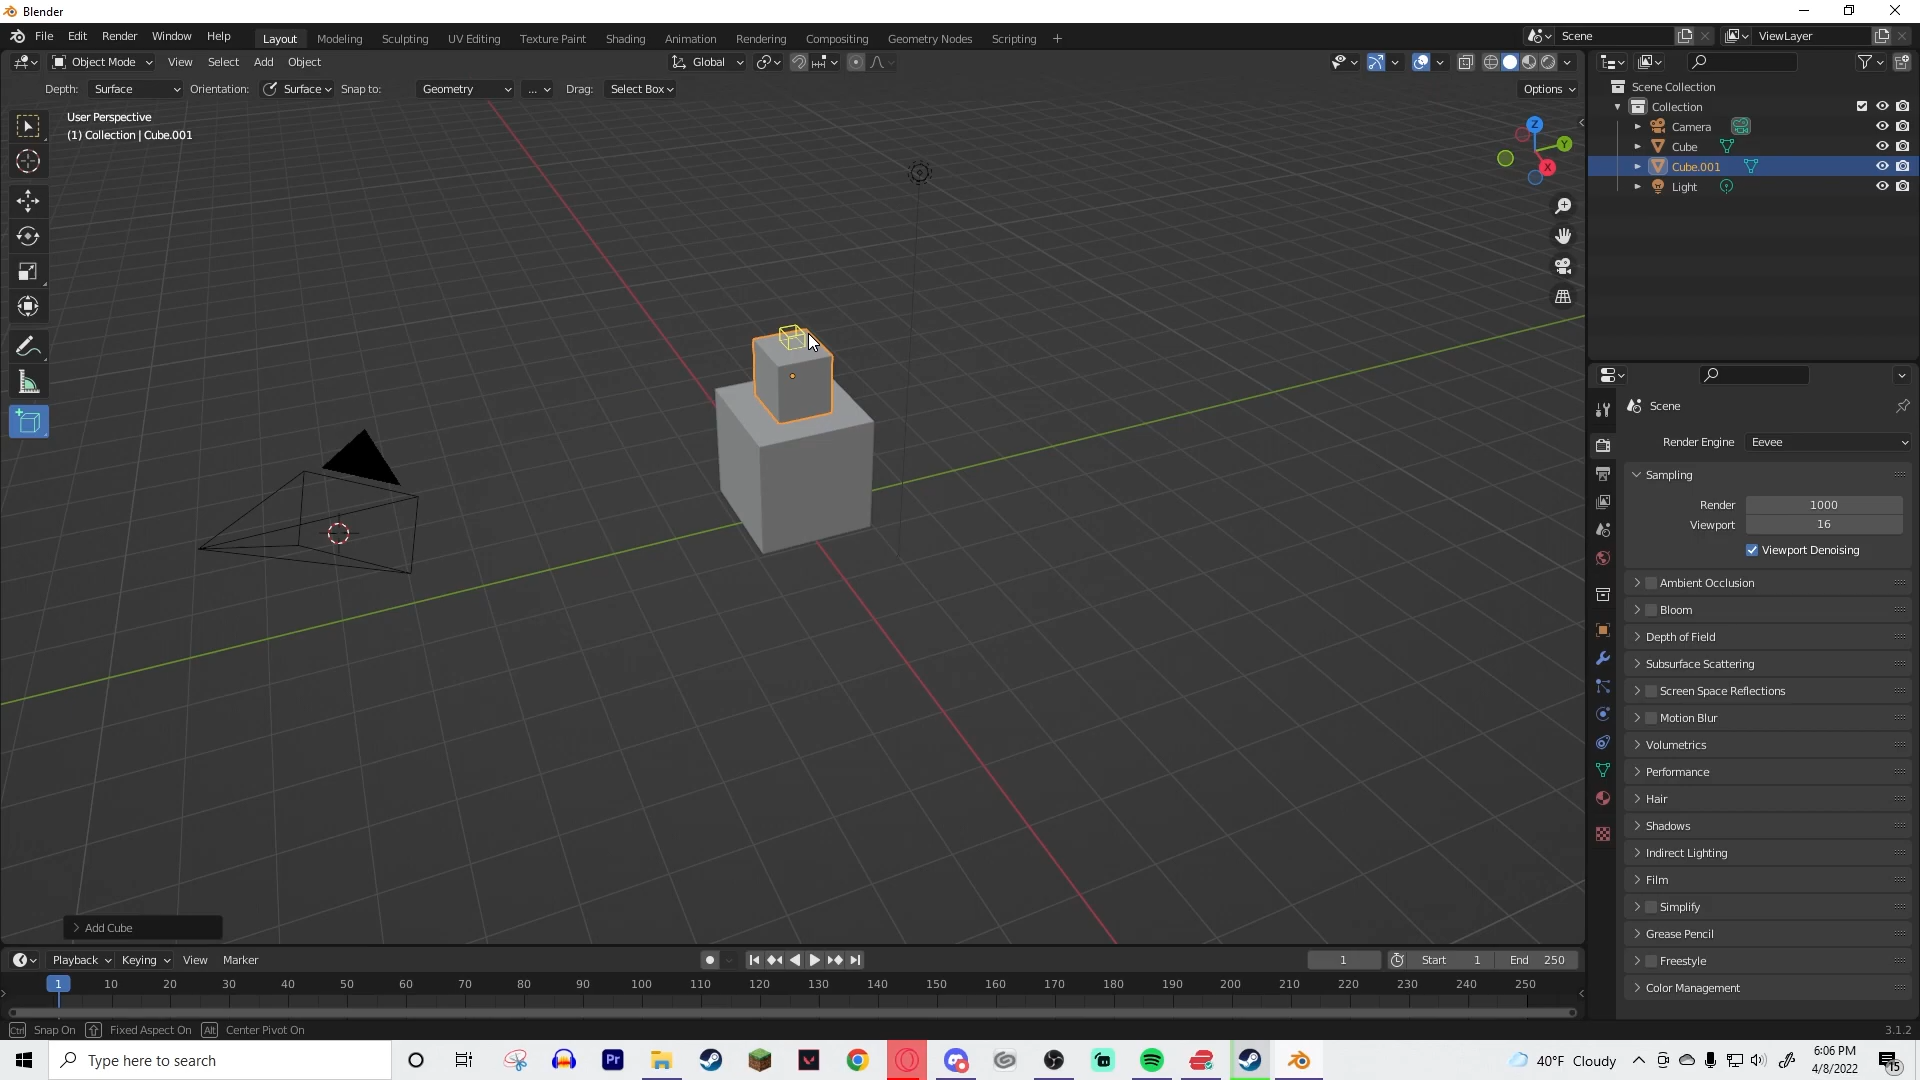 Blender
File Edit Render Window Help Layout Modeling Sculpting UV Editing Texture Paint Shading Animation Rendering Compositing Geometry Nodes Scripting + Scene ViewLayer
Object Mode View Select Add Object Global
Depth: Surface Orientation: Surface Snap to: Geometry ... Drag: Select Box Options
User Perspective
(1) Collection | Cube.001
Z
Y
X
Scene Collection
Collection
Camera
Cube
Cube.001
Light
Scene
Render Engine Eevee
Sampling
Render 1000
Viewport 16
Viewport Denoising
Ambient Occlusion
Bloom
Depth of Field
Subsurface Scattering
Screen Space Reflections
Motion Blur
Volumetrics
Performance
Hair
Shadows
Indirect Lighting
Film
Simplify
Grease Pencil
Freestyle
Color Management
Add Cube
Playback Keying View Marker 1 Start 1 End 250
1 10 20 30 40 50 60 70 80 90 100 110 120 130 140 150 160 170 180 190 200 210 220 230 240 250
Ctrl Snap On Fixed Aspect On Alt Center Pivot On 3.1.2
Type here to search Pr 40°F Cloudy 6:06 PM
4/8/2022 15